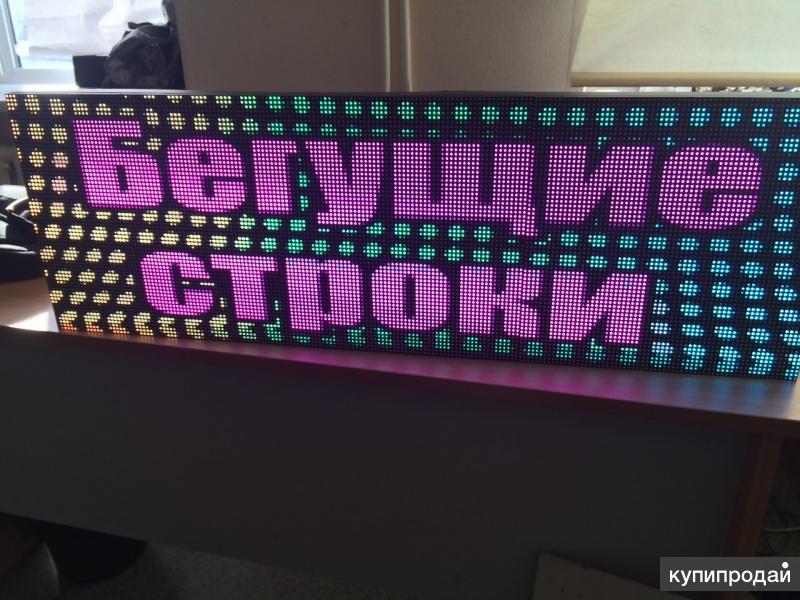 Бегущие
строки
купипродай